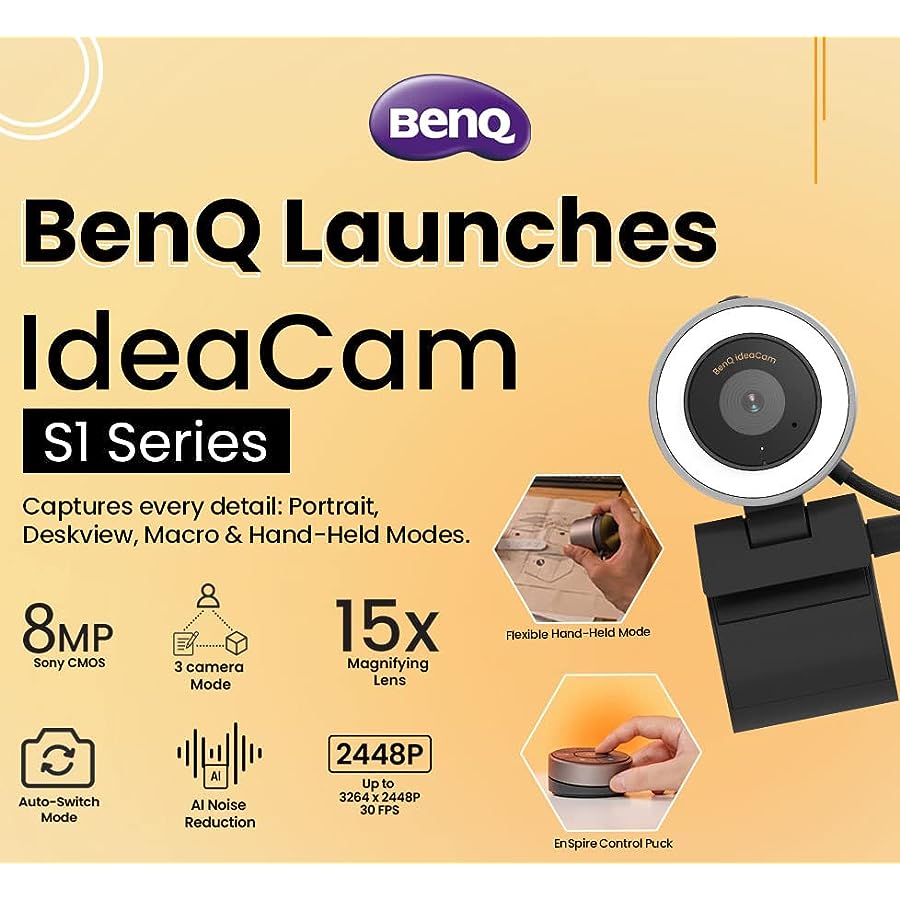 BenQ
BenQ Launches
IdeaCam
S1 Series
Captures every detail: Portrait,
Deskview, Macro & Hand-Held Modes.
BenQ ideaCam
8MP
Sony CMOS
3 camera
Mode
15x
Magnifying
Lens
Flexible Hand-Held Mode
Auto-Switch
Mode
AI
AI Noise
Reduction
2448P
Up to
3264 x 2448P
30 FPS
EnSpire Control Puck